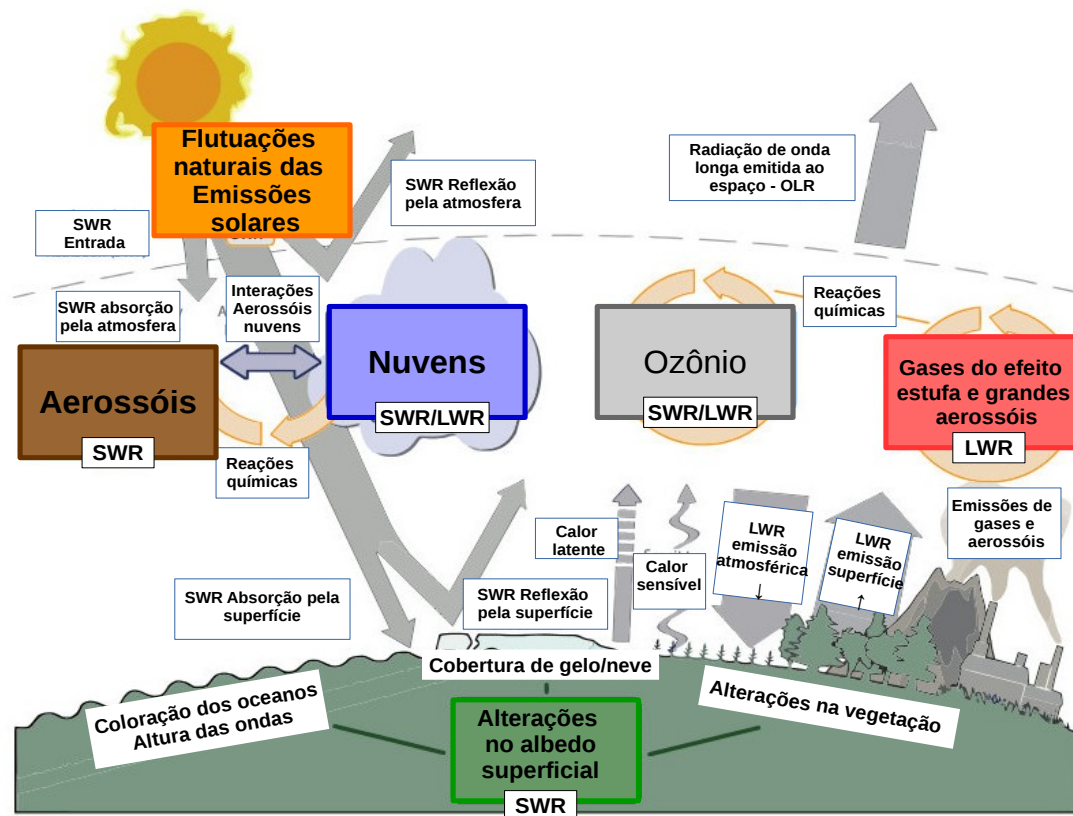 Flutuações
naturais das
Emissões
solares
SWR
Entrada
SWR Reflexão
pela atmosfera
Radiação de onda
longa emitida ao
espaço - OLR
SWR absorção
pela atmosfera
Interações
Aerossóis
nuvens
Reações
químicas
Aerossóis
SWR
Nuvens
SWR/LWR
Ozônio
SWR/LWR
Gases do efeito
estufa e grandes
aerossóis
LWR
Reações
químicas
Emissões de
gases e
aerossóis
Calor
latente
Calor
sensível
LWR
emissão
atmosférica
↓
LWR
emissão
superfície
↑
SWR Absorção pela
superfície
SWR Reflexão
pela superfície
Cobertura de gelo/neve
Coloração dos oceanos
Altura das ondas
Alterações na vegetação
Alterações
no albedo
superficial
SWR